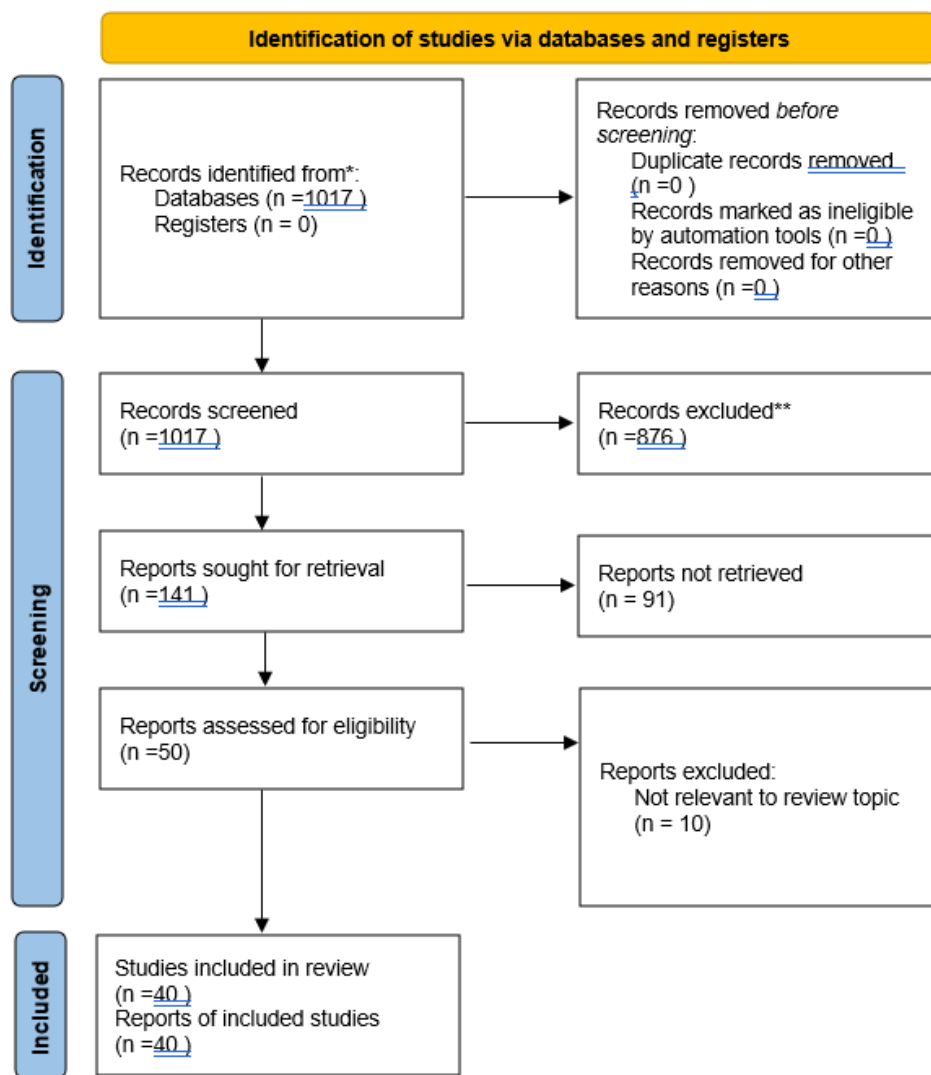 Identification of studies via databases and registers
Identification
Records identified from*:
Databases (n =1017 )
Registers (n = 0)
Records removed before
screening:
Duplicate records removed
(n =0 )
Records marked as ineligible
by automation tools (n =0 )
Records removed for other
reasons (n =0 )
Screening
Records screened
(n =1017 )
Records excluded**
(n =876 )
Reports sought for retrieval
(n =141 )
Reports not retrieved
(n = 91)
Reports assessed for eligibility
(n =50)
Reports excluded:
Not relevant to review topic
(n = 10)
Included
Studies included in review
(n =40 )
Reports of included studies
(n =40 )